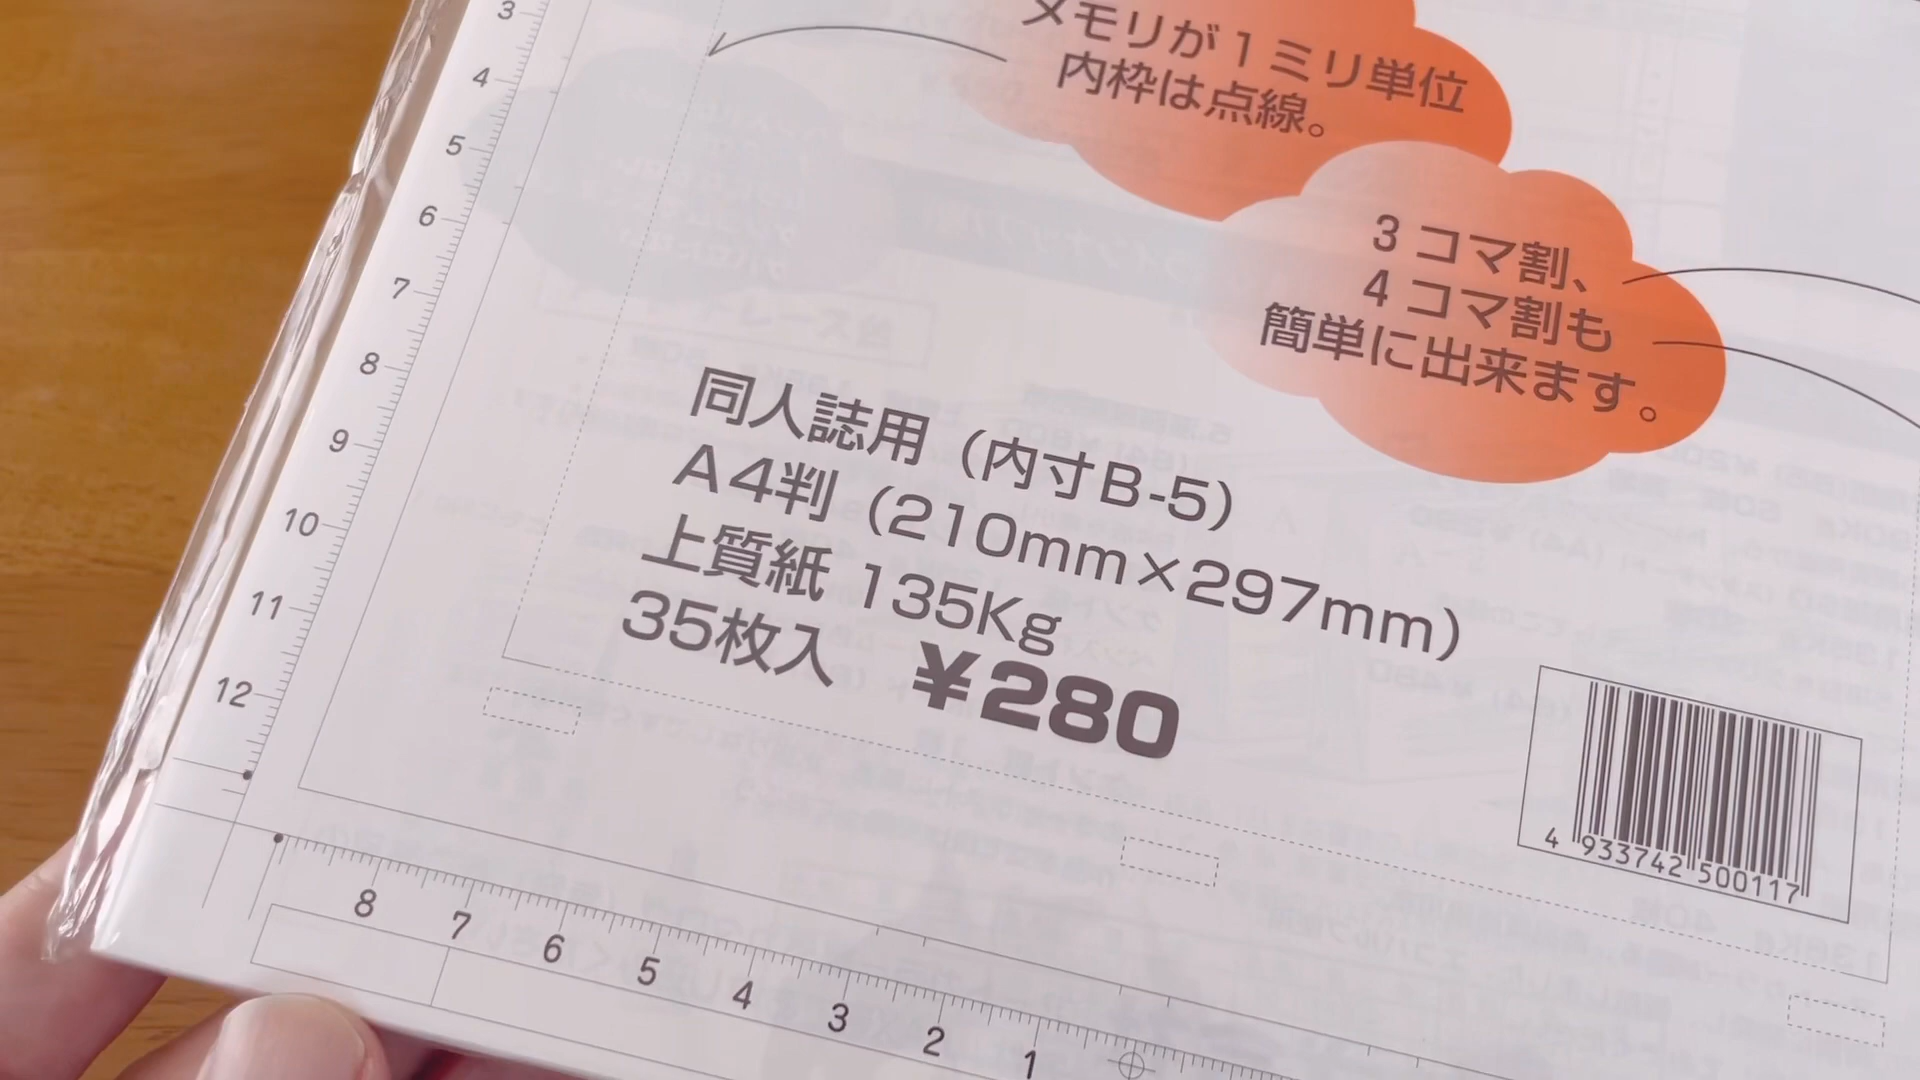 メモリが1ミリ単位
内枠は点線。
3コマ割、
4コマ割も
簡単に出来ます。
同人誌用（内寸B-5）
A4判（210mm×297mm）
上質紙 135Kg
35枚入 ¥280
4 933742 500117
3
4
5
6
7
8
9
10
11
12
8 7 6 5 4 3 2 1